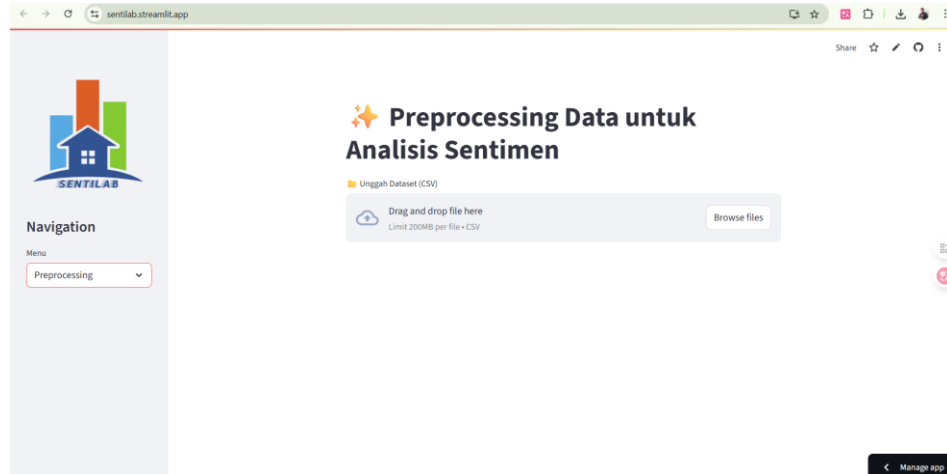 sentilab.streamlit.app
Share
SENTILAB
Navigation
Menu
Preprocessing
✨ Preprocessing Data untuk
Analisis Sentimen
Unggah Dataset (CSV)
Drag and drop file here
Limit 200MB per file • CSV
Browse files
Manage app